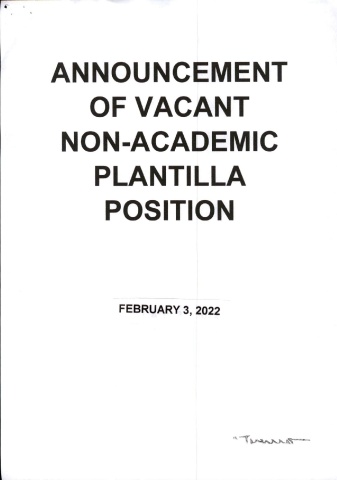 ANNOUNCEMENT
OF VACANT
NON-ACADEMIC
PLANTILLA
POSITION
FEBRUARY 3, 2022